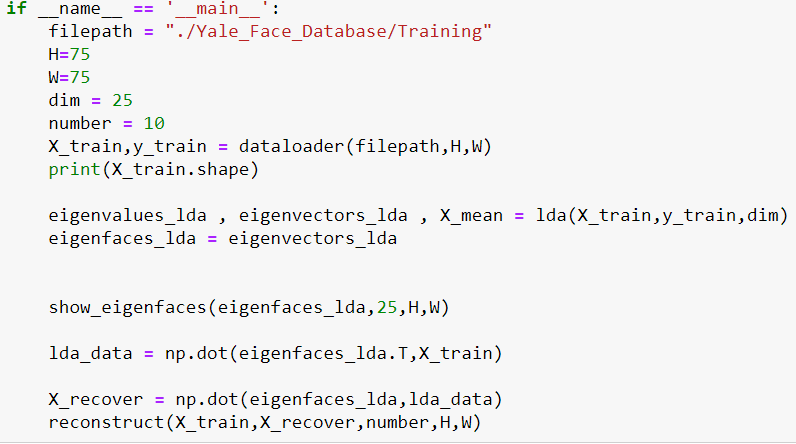 if __name__ == '__main__':
    filepath = "./Yale_Face_Database/Training"
    H=75
    W=75
    dim = 25
    number = 10
    X_train,y_train = dataloader(filepath,H,W)
    print(X_train.shape)

    eigenvalues_lda , eigenvectors_lda , X_mean = lda(X_train,y_train,dim)
    eigenfaces_lda = eigenvectors_lda


    show_eigenfaces(eigenfaces_lda,25,H,W)

    lda_data = np.dot(eigenfaces_lda.T,X_train)

    X_recover = np.dot(eigenfaces_lda,lda_data)
    reconstruct(X_train,X_recover,number,H,W)